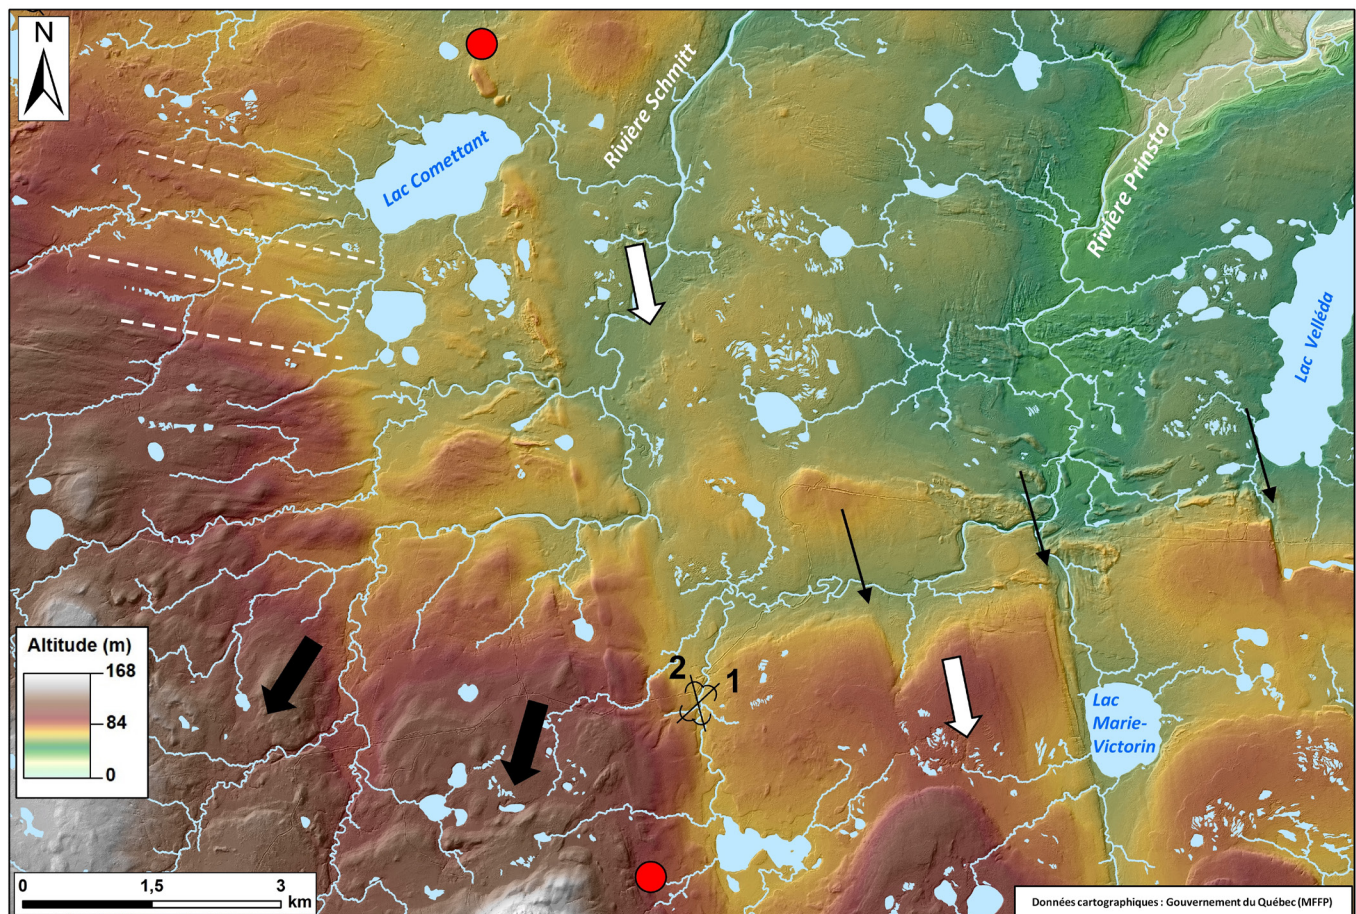 N
Rivière Schmitt
Lac Comettant
Rivière Prinsta
Lac Velléda
Altitude (m)
168
84
0
2
1
Lac
Marie-
Victorin
0
1,5
3
km
Données cartographiques : Gouvernement du Québec (MFFP)